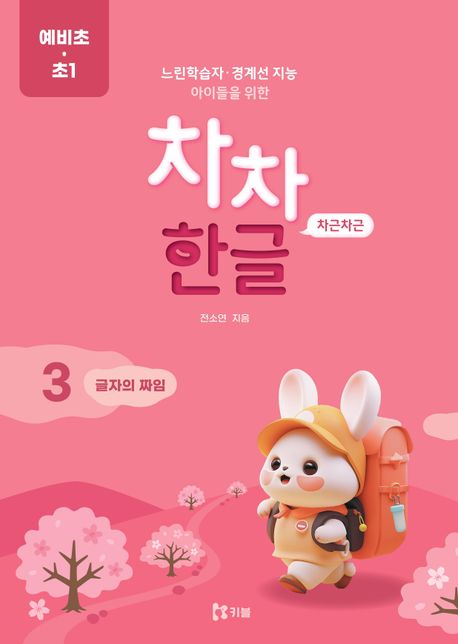 예비초
·
초1
느린학습자·경계선 지능
아이들을 위한
차차
한글
차근차근
전소연 지음
3
글자의 짜임
키블